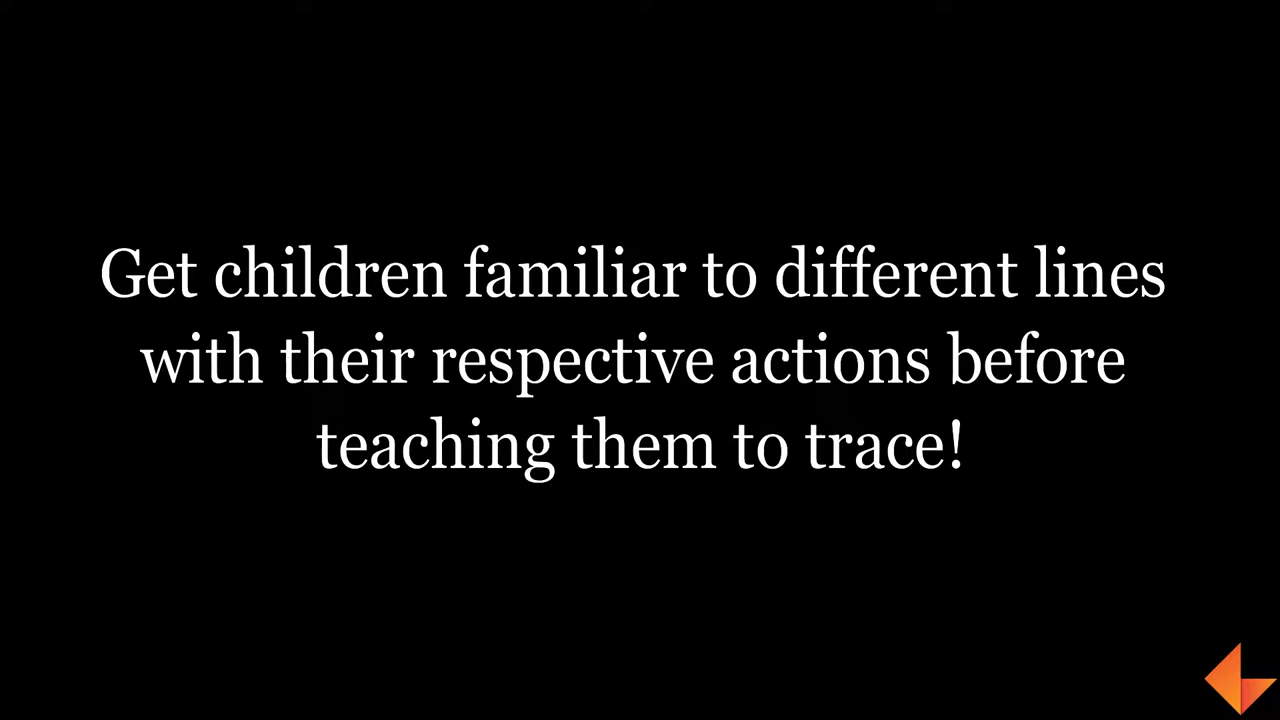 Get children familiar to different lines
with their respective actions before
teaching them to trace!